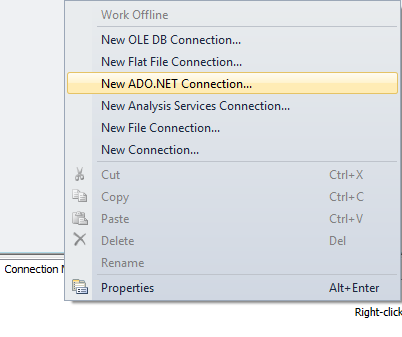 Work Offline
New OLE DB Connection...
New Flat File Connection...
New ADO.NET Connection...
New Analysis Services Connection...
New File Connection...
New Connection...
Cut Ctrl+X
Copy Ctrl+C
Paste Ctrl+V
Delete Del
Rename
Connection
Properties Alt+Enter
Right-click